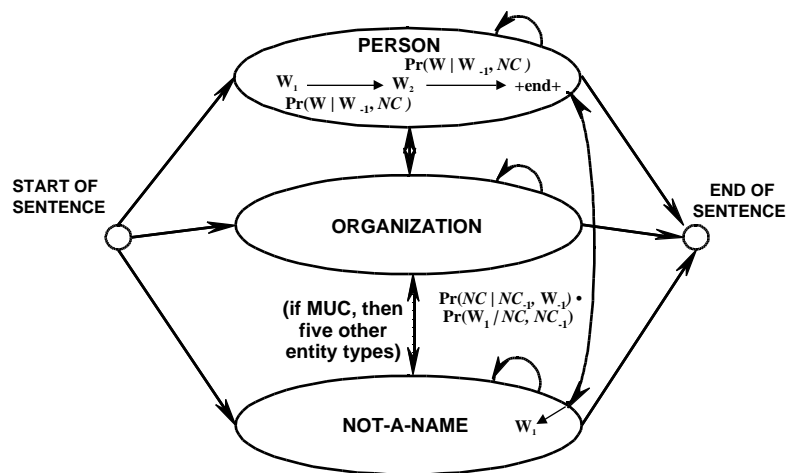 PERSON
Pr(W | W₋₁, NC)
W₁ W₂ +end+
Pr(W | W₋₁, NC)
START OF
SENTENCE
END OF
SENTENCE
ORGANIZATION
(if MUC, then
five other
entity types)
Pr(NC | NC₋₁, W₋₁) •
Pr(W₁ / NC, NC₋₁)
NOT-A-NAME
W₁